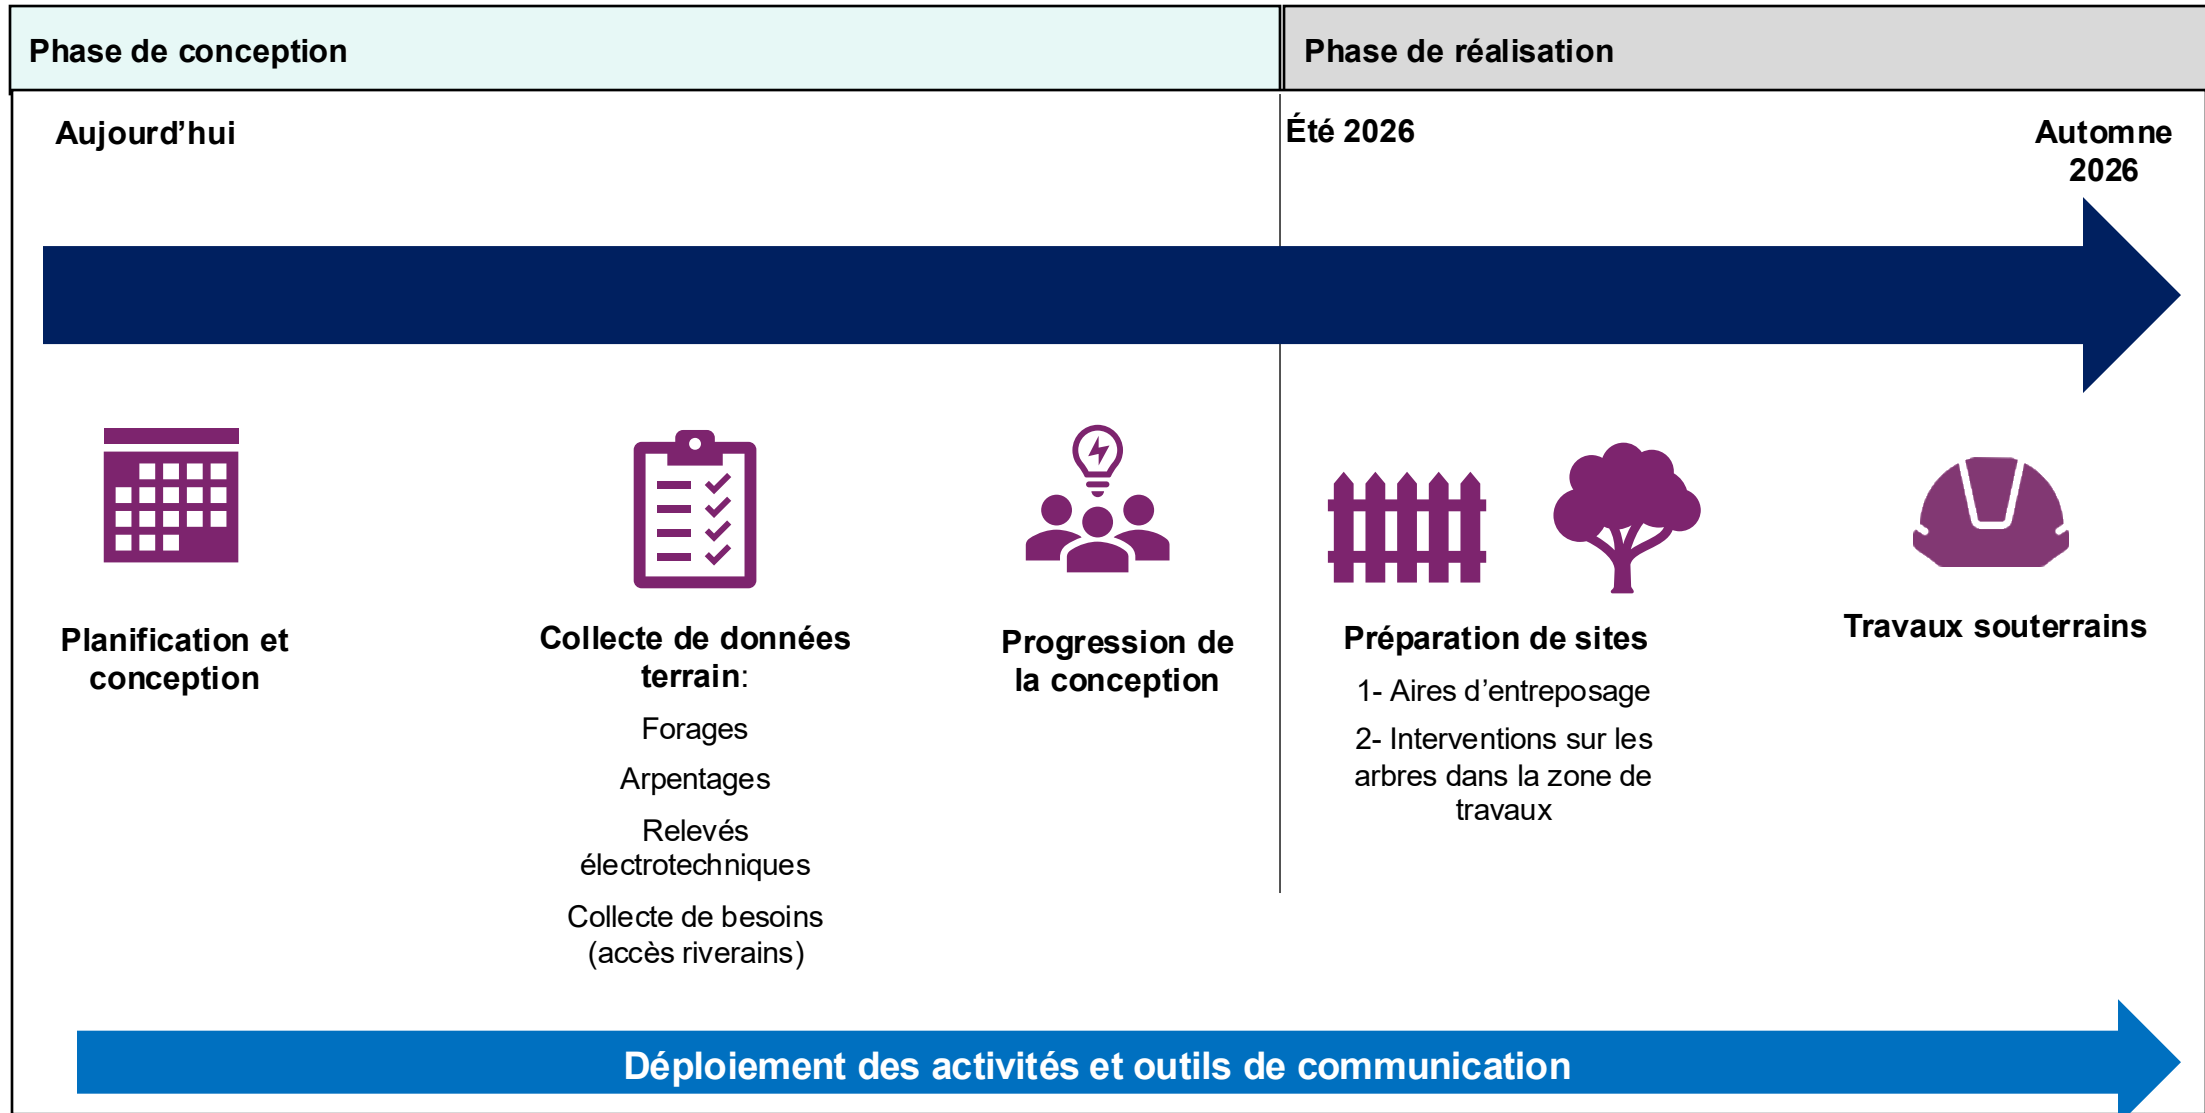 Phase de conception
Phase de réalisation
Aujourd’hui
Été 2026
Automne
2026
Planification et
conception
Collecte de données
terrain:
Forages
Arpentages
Relevés
électrotechniques
Collecte de besoins
(accès riverains)
Progression de
la conception
Préparation de sites
1- Aires d’entreposage
2- Interventions sur les
arbres dans la zone de
travaux
Travaux souterrains
Déploiement des activités et outils de communication